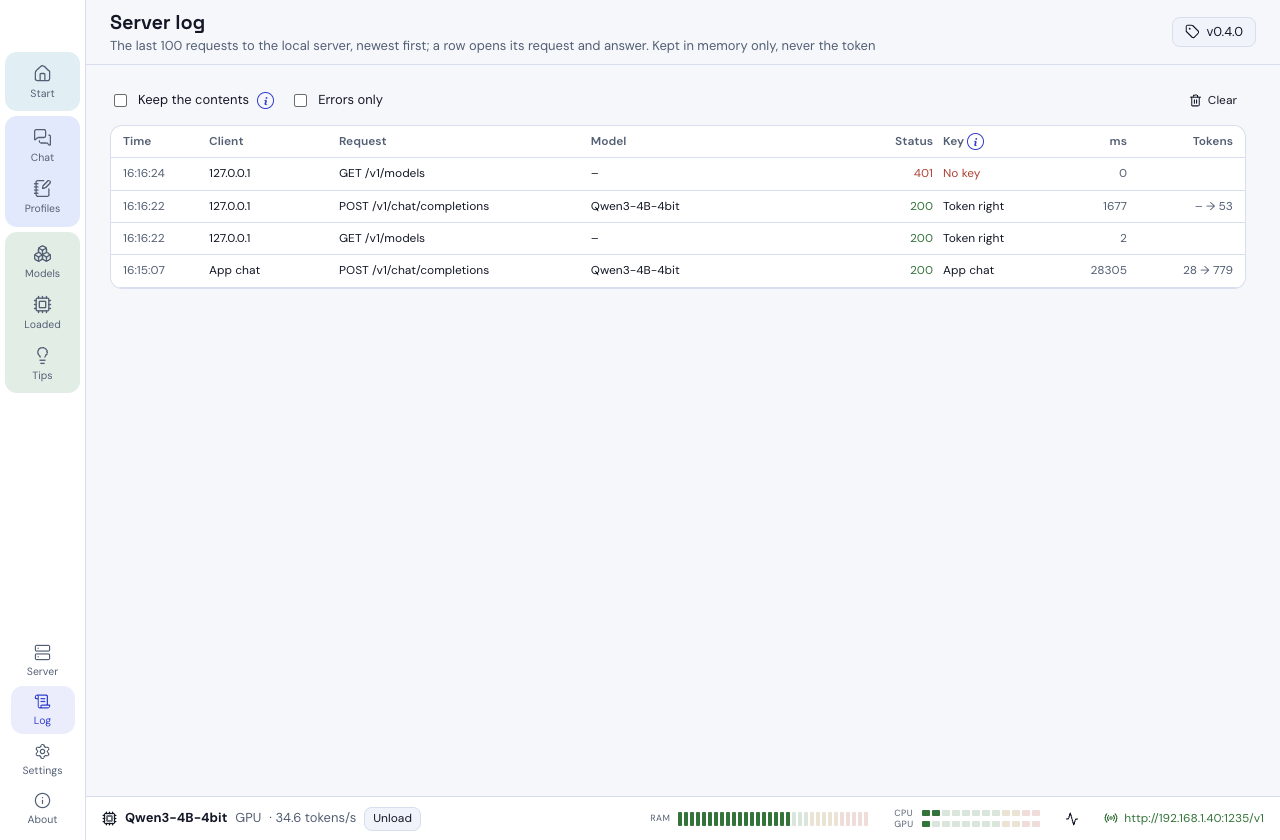 Server log
The last 100 requests to the local server, newest first; a row opens its request and answer. Kept in memory only, never the token
v0.4.0
Start
Chat
Profiles
Models
Loaded
Tips
Server
Log
Settings
About
Keep the contents i Errors only Clear
Time Client Request Model Status Key i ms Tokens
16:16:24 127.0.0.1 GET /v1/models – 401 No key 0
16:16:22 127.0.0.1 POST /v1/chat/completions Qwen3-4B-4bit 200 Token right 1677 – → 53
16:16:22 127.0.0.1 GET /v1/models – 200 Token right 2
16:15:07 App chat POST /v1/chat/completions Qwen3-4B-4bit 200 App chat 28305 28 → 779
Qwen3-4B-4bit GPU · 34.6 tokens/s Unload RAM CPU GPU http://192.168.1.40:1235/v1